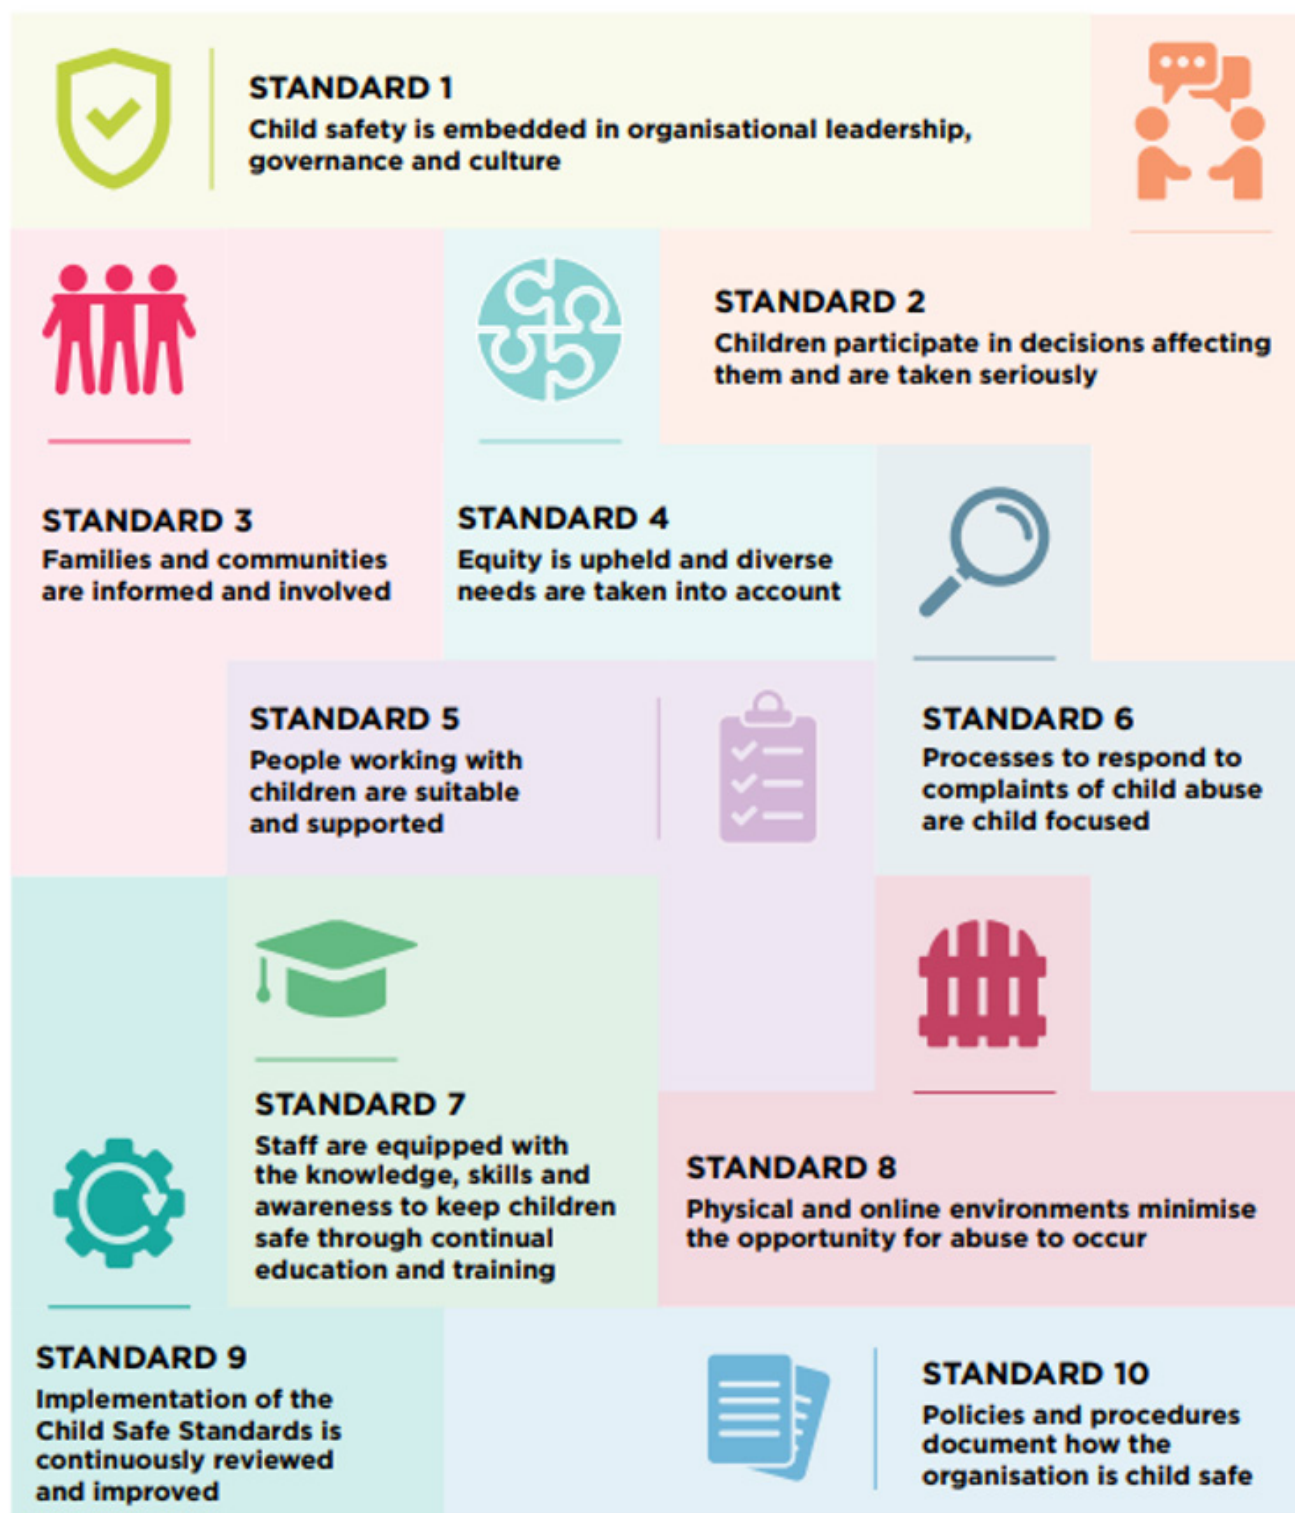 STANDARD 1
Child safety is embedded in organisational leadership,
governance and culture
STANDARD 2
Children participate in decisions affecting
them and are taken seriously
STANDARD 3
Families and communities
are informed and involved
STANDARD 4
Equity is upheld and diverse
needs are taken into account
STANDARD 5
People working with
children are suitable
and supported
STANDARD 6
Processes to respond to
complaints of child abuse
are child focused
STANDARD 7
Staff are equipped with
the knowledge, skills and
awareness to keep children
safe through continual
education and training
STANDARD 8
Physical and online environments minimise
the opportunity for abuse to occur
STANDARD 9
Implementation of the
Child Safe Standards is
continuously reviewed
and improved
STANDARD 10
Policies and procedures
document how the
organisation is child safe